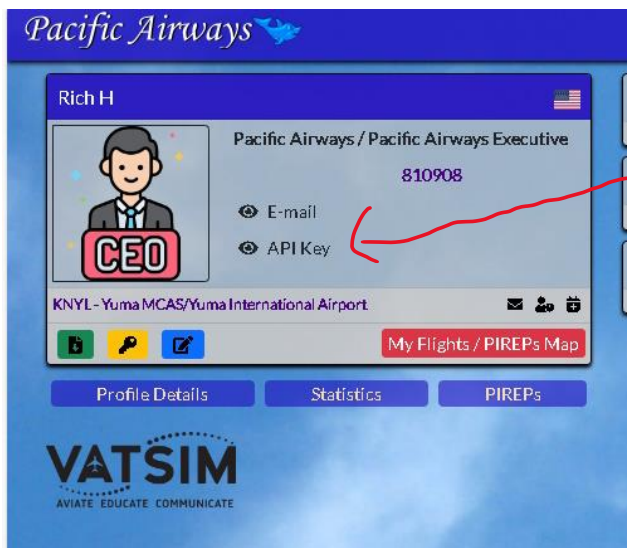 Pacific Airways
Rich H
Pacific Airways / Pacific Airways Executive
810908
E-mail
API Key
CEO
KNYL - Yuma MCAS/Yuma International Airport
My Flights / PIREPs Map
Profile Details
Statistics
PIREPs
VATSIM
AVIATE EDUCATE COMMUNICATE